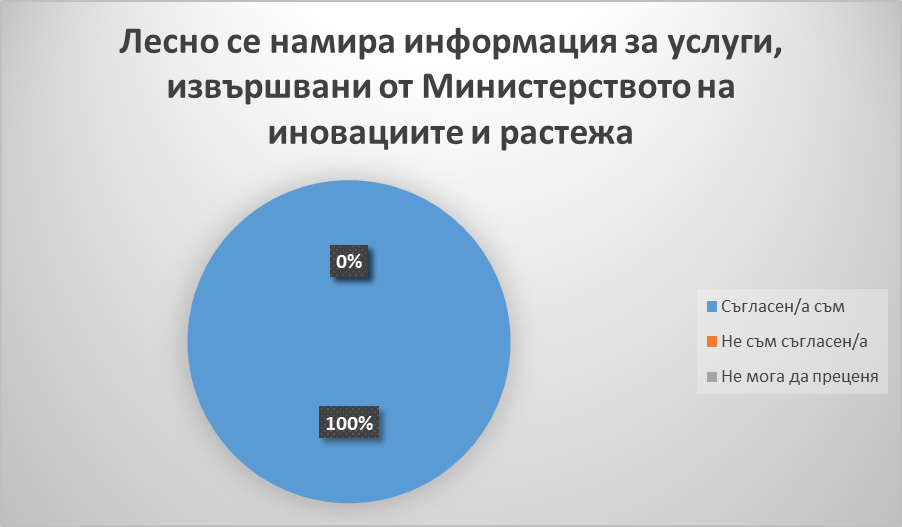 Лесно се намира информация за услуги,
извършвани от Министерството на
иновациите и растежа
0%
100%
Съгласен/а съм
Не съм съгласен/а
Не мога да преценя